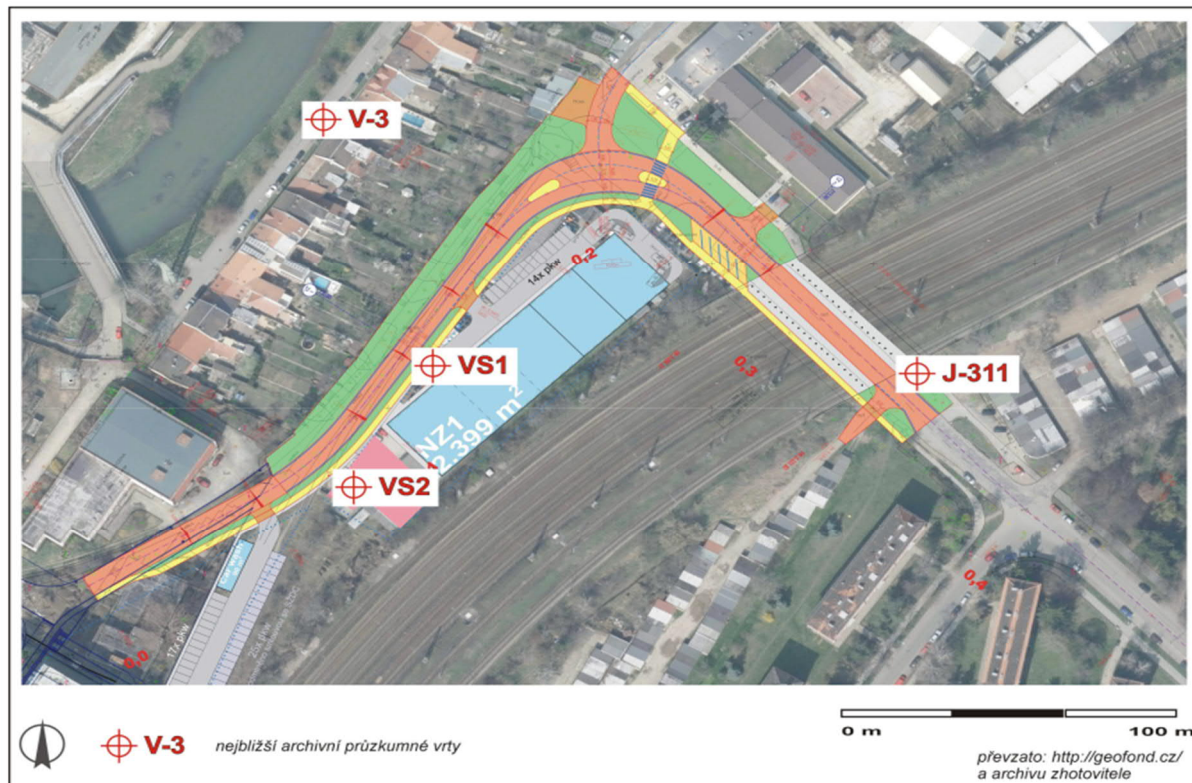 V-3
0,2
14x pkw
VS1
J-311
0,3
NZ1
2.399 m²
VS2
0,4
17x pkw
0,0
V-3 nejbližší archivní průzkumné vrty
0 m 100 m
převzato: http://geofond.cz/
a archivu zhotovitele